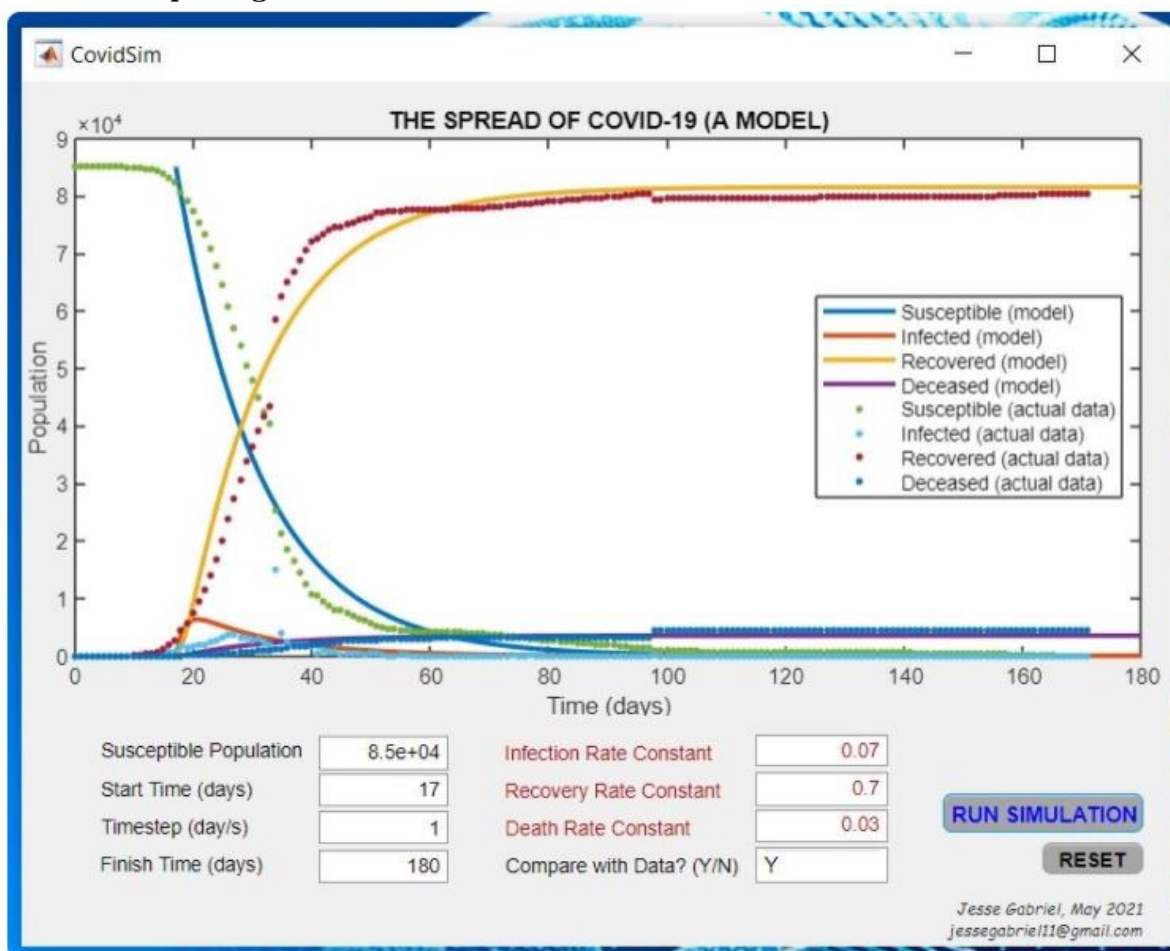 CovidSim
THE SPREAD OF COVID-19 (A MODEL)
×10⁴
9
8
7
6
5
4
3
2
1
0
Population
0 20 40 60 80 100 120 140 160 180
Time (days)
Susceptible (model)
Infected (model)
Recovered (model)
Deceased (model)
Susceptible (actual data)
Infected (actual data)
Recovered (actual data)
Deceased (actual data)
Susceptible Population 8.5e+04 Infection Rate Constant 0.07
Start Time (days) 17 Recovery Rate Constant 0.7
Timestep (day/s) 1 Death Rate Constant 0.03
Finish Time (days) 180 Compare with Data? (Y/N) Y
RUN SIMULATION
RESET
Jesse Gabriel, May 2021
jessegabriel11@gmail.com